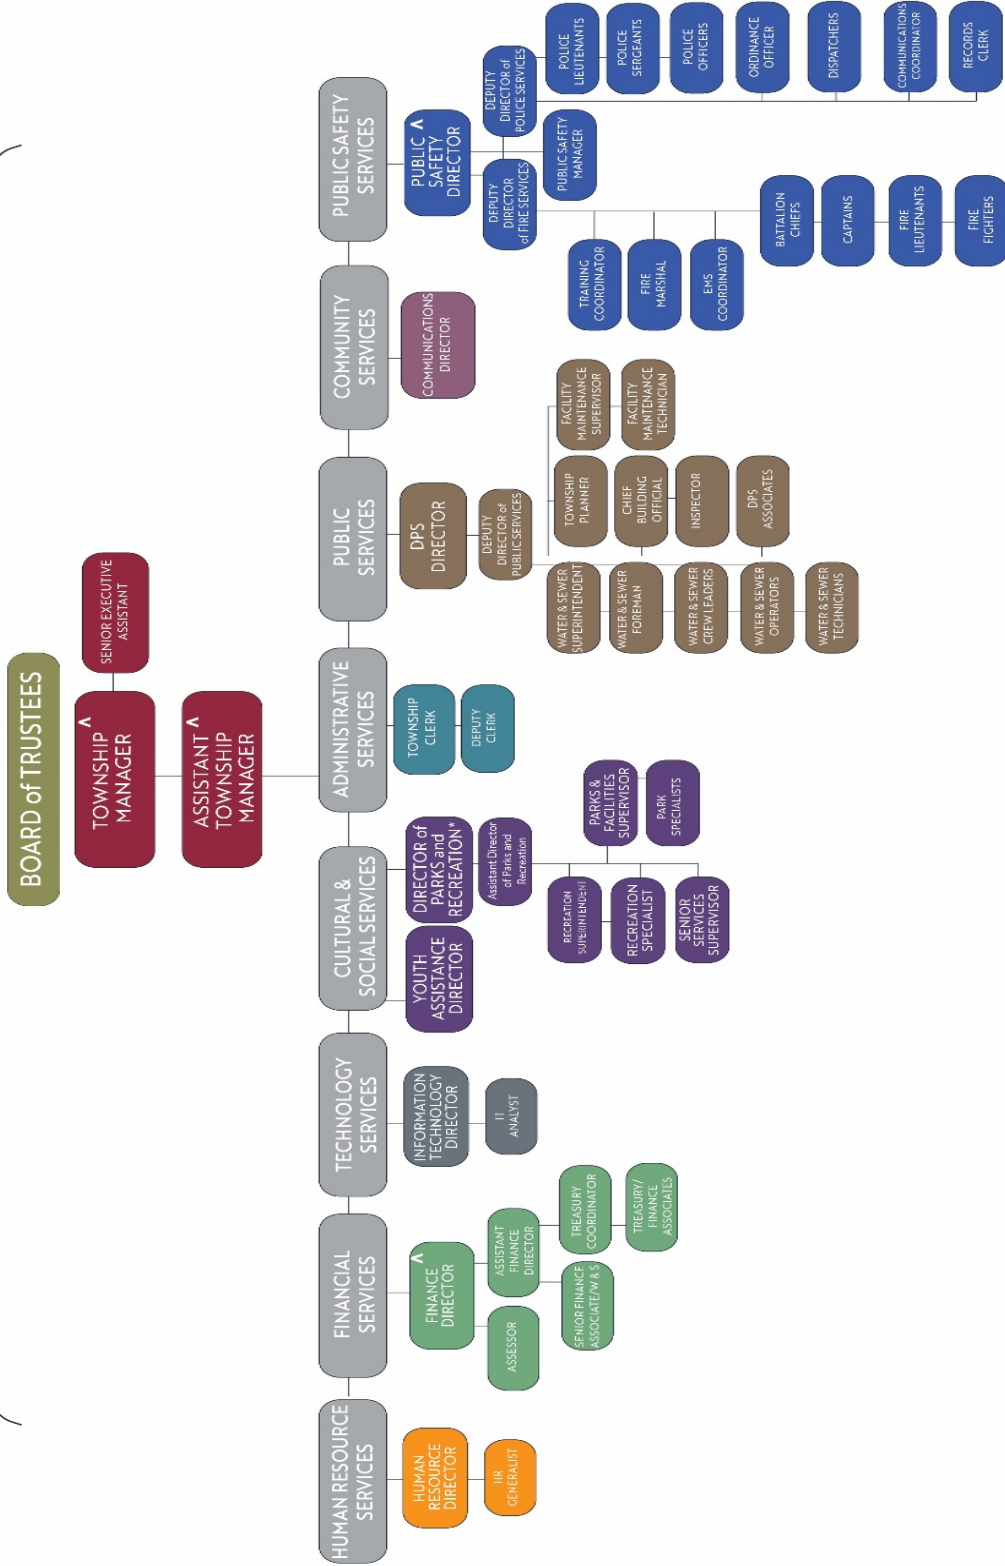 BOARD of TRUSTEES
TOWNSHIP ^
MANAGER
SENIOR EXECUTIVE
ASSISTANT
ASSISTANT ^
TOWNSHIP
MANAGER
HUMAN RESOURCE
SERVICES
HUMAN
RESOURCE
DIRECTOR
HR
GENERALIST
FINANCIAL
SERVICES
FINANCE ^
DIRECTOR
ASSESSOR
ASSISTANT
FINANCE
DIRECTOR
SENIOR FINANCE
ASSOCIATE/W & S
TREASURY
COORDINATOR
TREASURY/
FINANCE
ASSOCIATES
TECHNOLOGY
SERVICES
INFORMATION
TECHNOLOGY
DIRECTOR
IT
ANALYST
CULTURAL &
SOCIAL SERVICES
YOUTH
ASSISTANCE
DIRECTOR
DIRECTOR of
PARKS and
RECREATION*
Assistant Director
of Parks and
Recreation
RECREATION
SUPERINTENDENT
RECREATION
SPECIALIST
SENIOR
SERVICES
SUPERVISOR
PARKS &
FACILITIES
SUPERVISOR
PARK
SPECIALISTS
ADMINISTRATIVE
SERVICES
TOWNSHIP
CLERK
DEPUTY
CLERK
PUBLIC
SERVICES
DPS
DIRECTOR
DEPUTY
DIRECTOR of
PUBLIC SERVICES
WATER & SEWER
SUPERINTENDENT
WATER & SEWER
FOREMAN
WATER & SEWER
CREW LEADERS
WATER & SEWER
OPERATORS
WATER & SEWER
TECHNICIANS
TOWNSHIP
PLANNER
CHIEF
BUILDING
OFFICIAL
INSPECTOR
DPS
ASSOCIATES
FACILITY
MAINTENANCE
SUPERVISOR
FACILITY
MAINTENANCE
TECHNICIAN
COMMUNITY
SERVICES
COMMUNICATIONS
DIRECTOR
PUBLIC SAFETY
SERVICES
PUBLIC ^
SAFETY
DIRECTOR
DEPUTY
DIRECTOR
of FIRE SERVICES
DEPUTY
DIRECTOR of
POLICE SERVICES
PUBLIC SAFETY
MANAGER
TRAINING
COORDINATOR
FIRE
MARSHAL
EMS
COORDINATOR
BATTALION
CHIEFS
CAPTAINS
FIRE
LIEUTENANTS
FIRE
FIGHTERS
POLICE
LIEUTENANTS
POLICE
SERGEANTS
POLICE
OFFICERS
ORDINANCE
OFFICER
DISPATCHERS
COMMUNICATIONS
COORDINATOR
RECORDS
CLERK